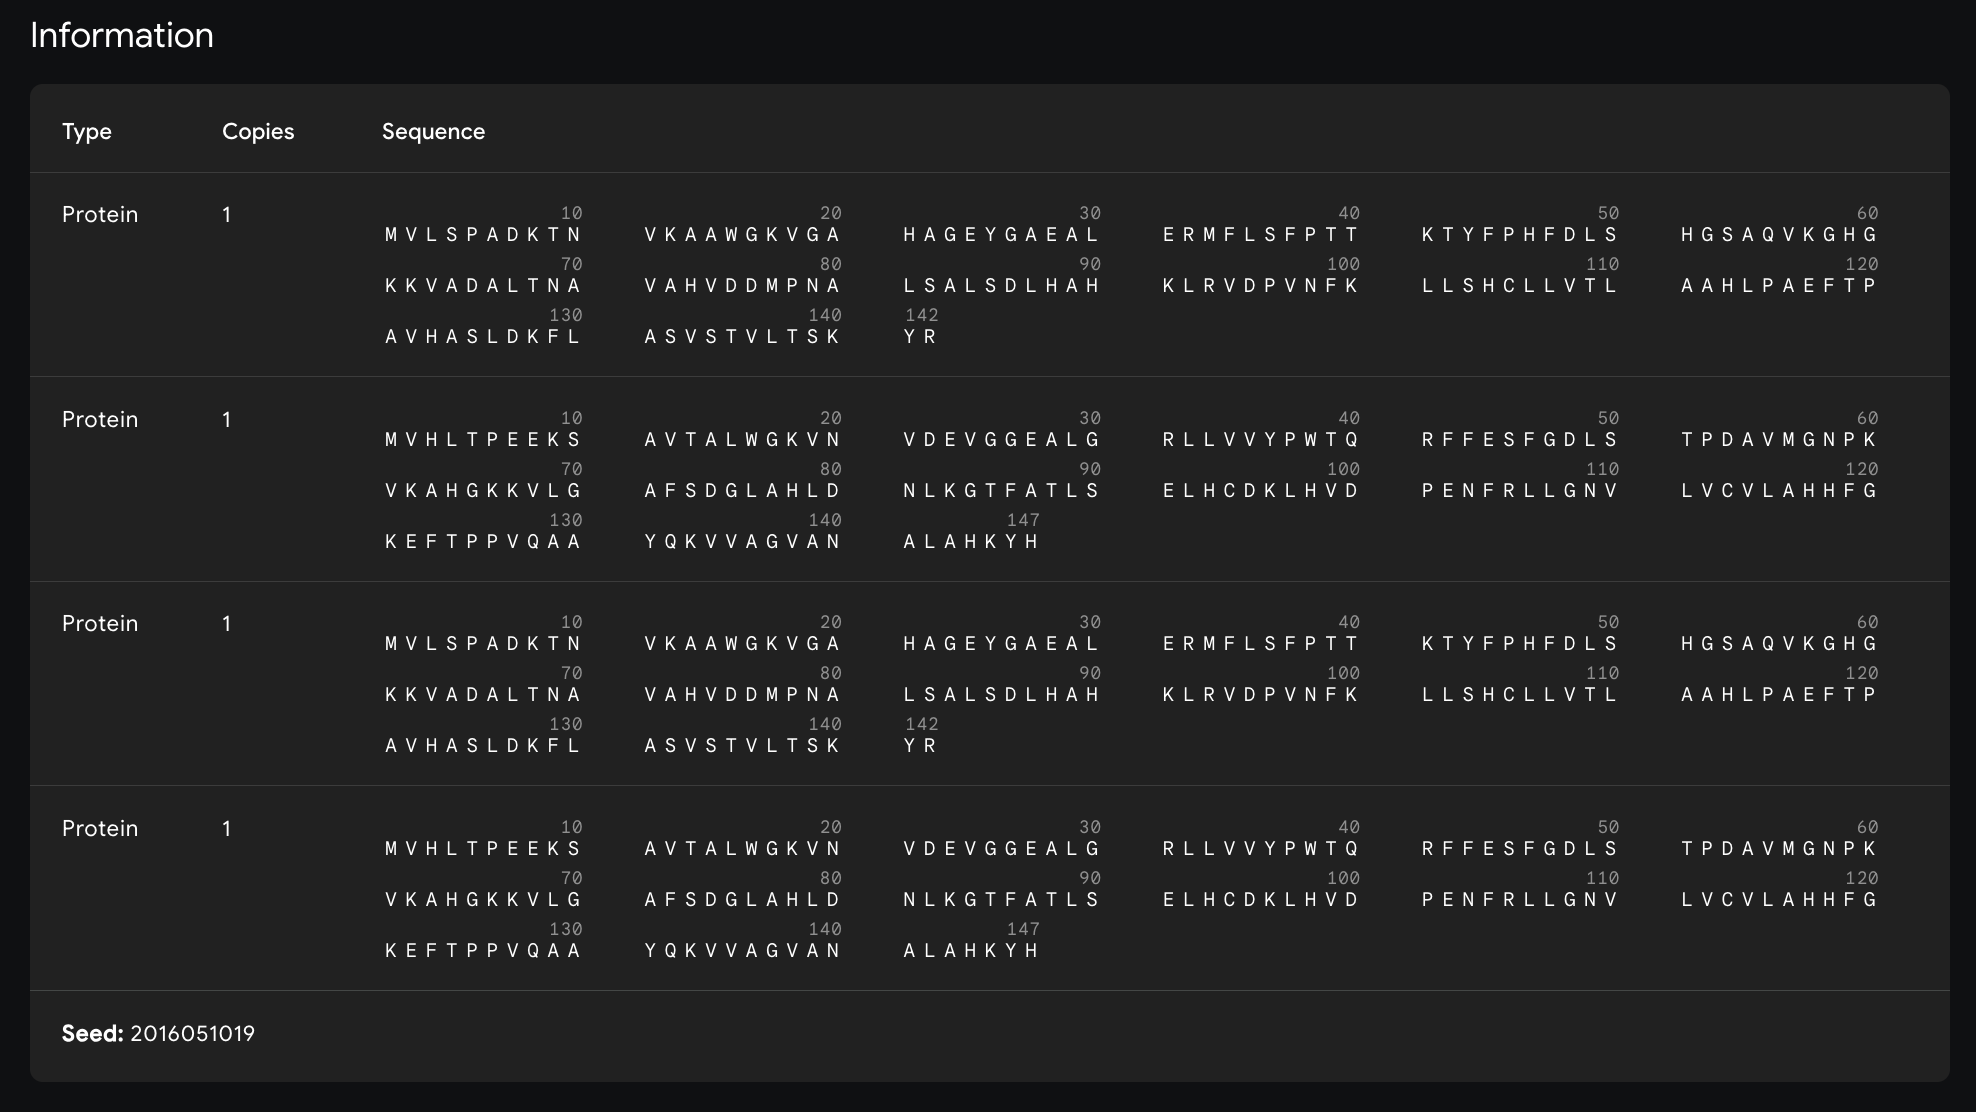 Information
Type Copies Sequence
Protein 1
10 20 30 40 50 60
MVLSPADKTN VKAAWGKVGA HAGEYGAEAL ERMFLSFPTT KTYFPHFDLS HGSAQVKGHG
70 80 90 100 110 120
KKVADALTNA VAHVDDMPNA LSALSDLHAH KLRVDPVNFK LLSHCLLVTL AAHLPAEFTP
130 140 142
AVHASLDKFL ASVSTVLTSK YR
Protein 1
10 20 30 40 50 60
MVHLTPEEKS AVTALWGKVN VDEVGGEALG RLLVVYPWTQ RFFESFGDLS TPDAVMGNPK
70 80 90 100 110 120
VKAHGKKVLG AFSDGLAHLD NLKGTFATLS ELHCDKLHVD PENFRLLGNV LVCVLAHHFG
130 140 147
KEFTPPVQAA YQKVVAGVAN ALAHKYH
Protein 1
10 20 30 40 50 60
MVLSPADKTN VKAAWGKVGA HAGEYGAEAL ERMFLSFPTT KTYFPHFDLS HGSAQVKGHG
70 80 90 100 110 120
KKVADALTNA VAHVDDMPNA LSALSDLHAH KLRVDPVNFK LLSHCLLVTL AAHLPAEFTP
130 140 142
AVHASLDKFL ASVSTVLTSK YR
Protein 1
10 20 30 40 50 60
MVHLTPEEKS AVTALWGKVN VDEVGGEALG RLLVVYPWTQ RFFESFGDLS TPDAVMGNPK
70 80 90 100 110 120
VKAHGKKVLG AFSDGLAHLD NLKGTFATLS ELHCDKLHVD PENFRLLGNV LVCVLAHHFG
130 140 147
KEFTPPVQAA YQKVVAGVAN ALAHKYH
Seed: 2016051019